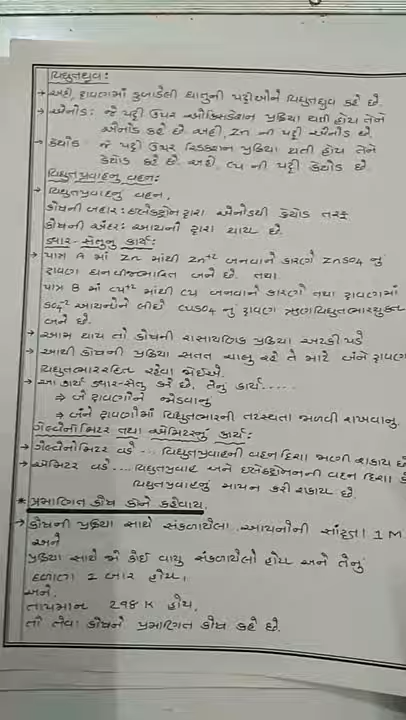 વિદ્યુતધ્રુવ:
→ અહીં, દ્રાવણમાં ડુબાડેલી ધાતુની પટ્ટીઓને વિદ્યુતધ્રુવ કહે છે.
→ એનોડ: જે પટ્ટી ઉપર ઓક્સિડેશન પ્રક્રિયા થતી હોય તેને
એનોડ કહે છે. અહીં, Zn ની પટ્ટી એનોડ છે.
→ કેથોડ: જે પટ્ટી ઉપર રિડક્શન પ્રક્રિયા થતી હોય તેને
કેથોડ કહે છે. અહીં Cu ની પટ્ટી કેથોડ છે.
વિદ્યુતપ્રવાહનું વહન:
→ વિદ્યુતપ્રવાહનું વહન,
કોષની બહાર: ઇલેક્ટ્રોન દ્વારા એનોડથી કેથોડ તરફ
કોષની અંદર: આયનો દ્વારા થાય છે.
ક્ષાર-સેતુનુ કાર્ય:
→ પાત્ર A માં Zn માંથી Zn+2 બનવાને કારણે ZnSO4 નું
દ્રાવણ ધનવીજભારિત બને છે. તથા
પાત્ર B માં Cu+2 માંથી Cu બનવાને કારણે તથા દ્રાવણમાં
SO4-2 આયનોને લીધે CuSO4 નું દ્રાવણ ઋણવિદ્યુતભારયુક્ત
બને છે.
→ આમ થાય તો કોષની રાસાયણિક પ્રક્રિયા અટકી પડે
→ આથી કોષની પ્રક્રિયા સતત ચાલુ રહે તે માટે બંને દ્રાવણ
વિદ્યુતભારરહિત રહેવા જોઇએ.
→ આ કાર્ય ક્ષાર-સેતુ કરે છે. તેનું કાર્ય.....
⇒ બે દ્રાવણોને જોડવાનું
⇒ બંને દ્રાવણોમાં વિદ્યુતભારની તટસ્થતા જાળવી રાખવાનુ.
ગેલ્વેનોમિટર તથા એમિટરનું કાર્ય:
→ ગેલ્વેનોમિટર વડે ... વિદ્યુતપ્રવાહની વહન દિશા જાણી શકાય છે
→ એમિટર વડે.... વિદ્યુતપ્રવાહ અને ઇલેક્ટ્રોનની વહન દિશા
વિદ્યુતપ્રવાહનું માપન કરી શકાય છે.
* પ્રમાણિત કોષ કોને કહેવાય.
→ કોષની પ્રક્રિયા સાથે સંકળાયેલા આયનોની સાંદ્રતા 1 M
અને
પ્રક્રિયા સાથે જો કોઈ વાયુ સંકળાયેલો હોય અને તેનું
દબાણ 1 બાર હોય,
અને,
તાપમાન 298 K હોય,
તો તેવા કોષને પ્રમાણિત કોષ કહે છે.